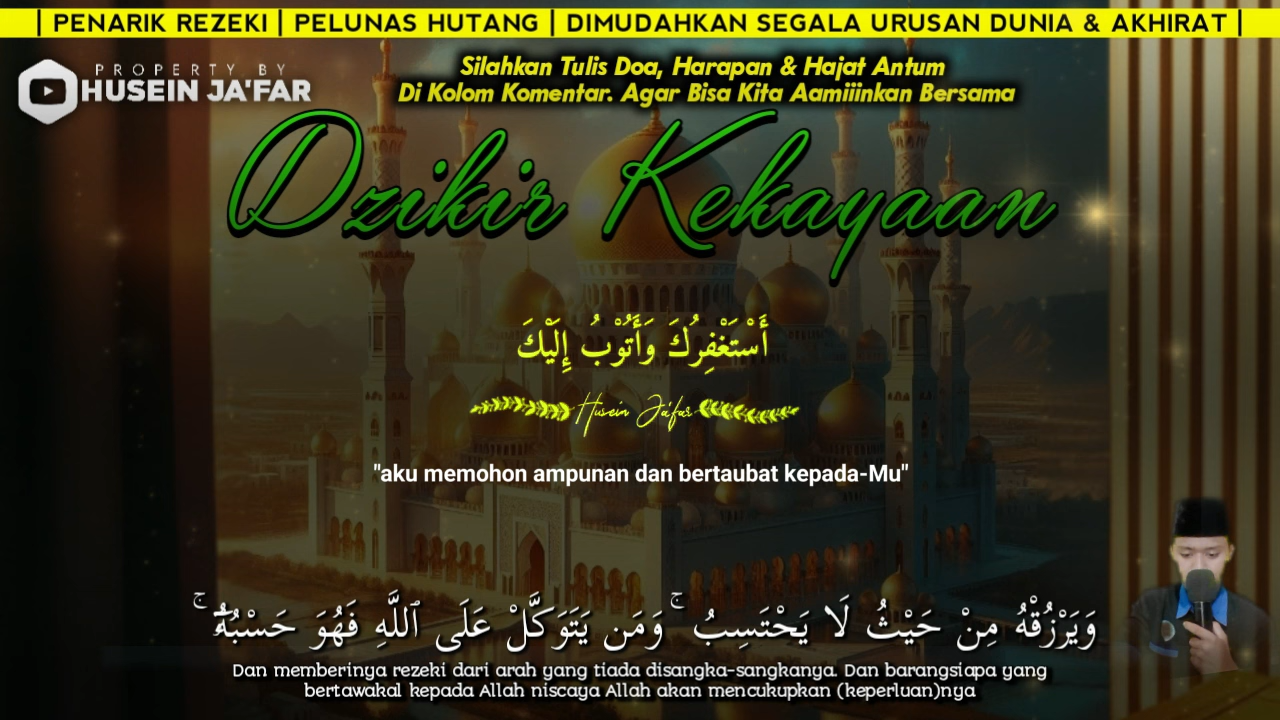 | PENARIK REZEKI | PELUNAS HUTANG | DIMUDAHKAN SEGALA URUSAN DUNIA & AKHIRAT |
PROPERTY BY
HUSEIN JA'FAR
Silahkan Tulis Doa, Harapan & Hajat Antum
Di Kolom Komentar. Agar Bisa Kita Aamiiinkan Bersama
Dzikir Kekayaan
أَسْتَغْفِرُكَ وَأَتُوْبُ إِلَيْكَ
Husein Ja'far
"aku memohon ampunan dan bertaubat kepada-Mu"
وَيَرْزُقْهُ مِنْ حَيْثُ لَا يَحْتَسِبُ ۚ وَمَن يَتَوَكَّلْ عَلَى ٱللَّهِ فَهُوَ حَسْبُهُۥٓ ۚ
Dan memberinya rezeki dari arah yang tiada disangka-sangkanya. Dan barangsiapa yang
bertawakal kepada Allah niscaya Allah akan mencukupkan (keperluan)nya